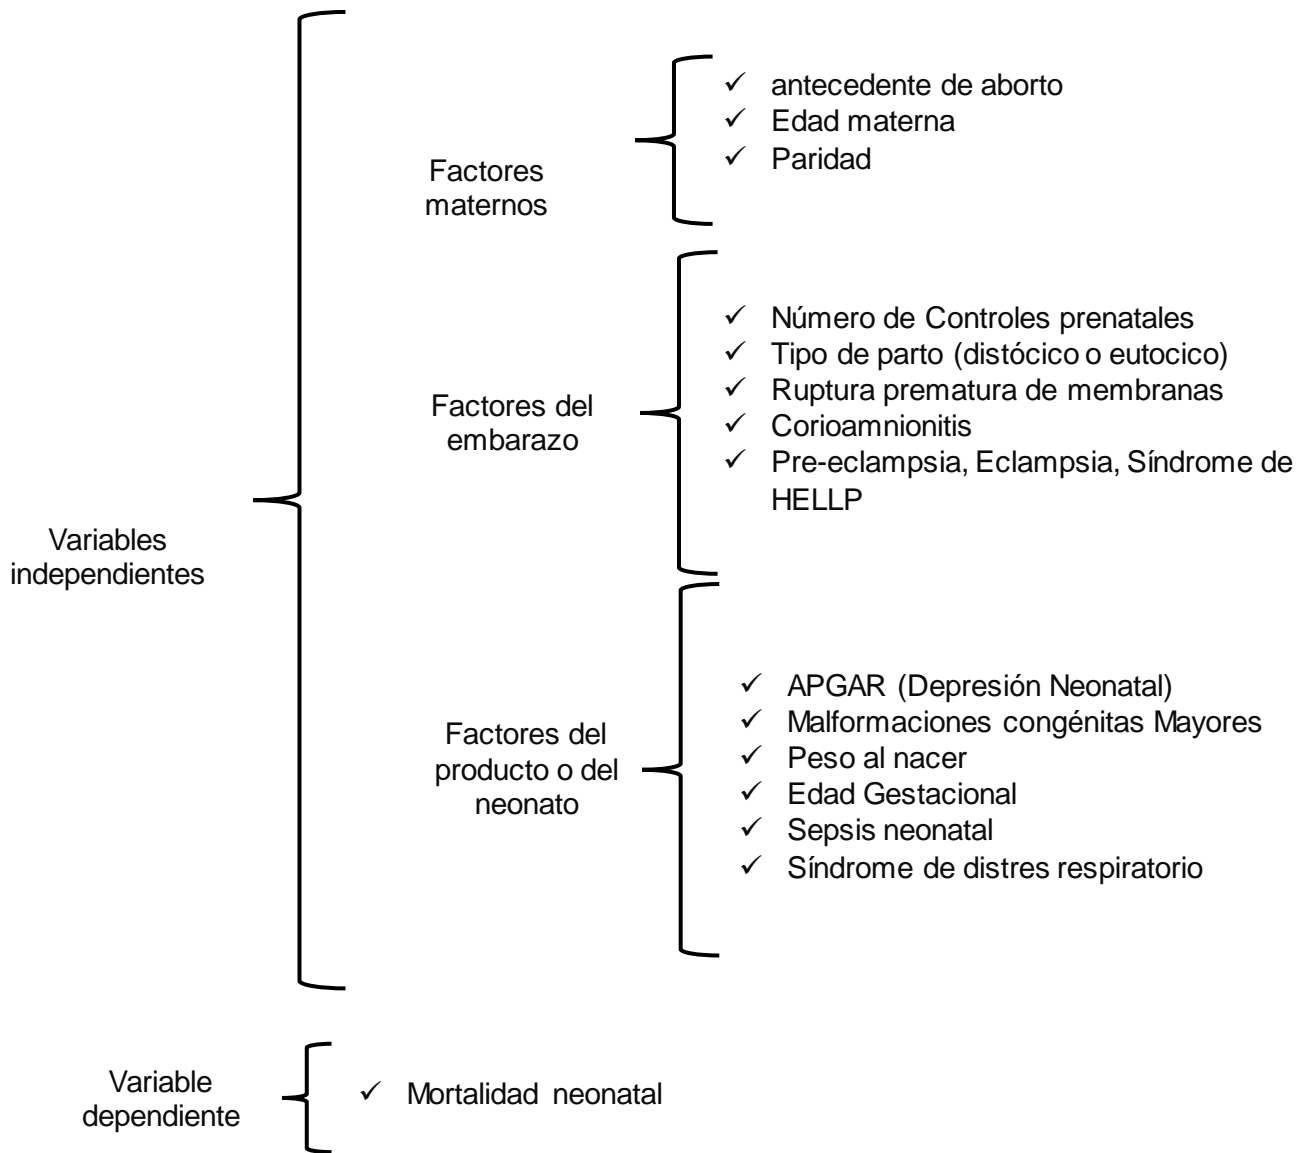 Variables
independientes
Factores
maternos
✓ antecedente de aborto
✓ Edad materna
✓ Paridad
Factores del
embarazo
✓ Número de Controles prenatales
✓ Tipo de parto (distócico o eutocico)
✓ Ruptura prematura de membranas
✓ Corioamnionitis
✓ Pre-eclampsia, Eclampsia, Síndrome de
HELLP
Factores del
producto o del
neonato
✓ APGAR (Depresión Neonatal)
✓ Malformaciones congénitas Mayores
✓ Peso al nacer
✓ Edad Gestacional
✓ Sepsis neonatal
✓ Síndrome de distres respiratorio
Variable
dependiente
✓ Mortalidad neonatal